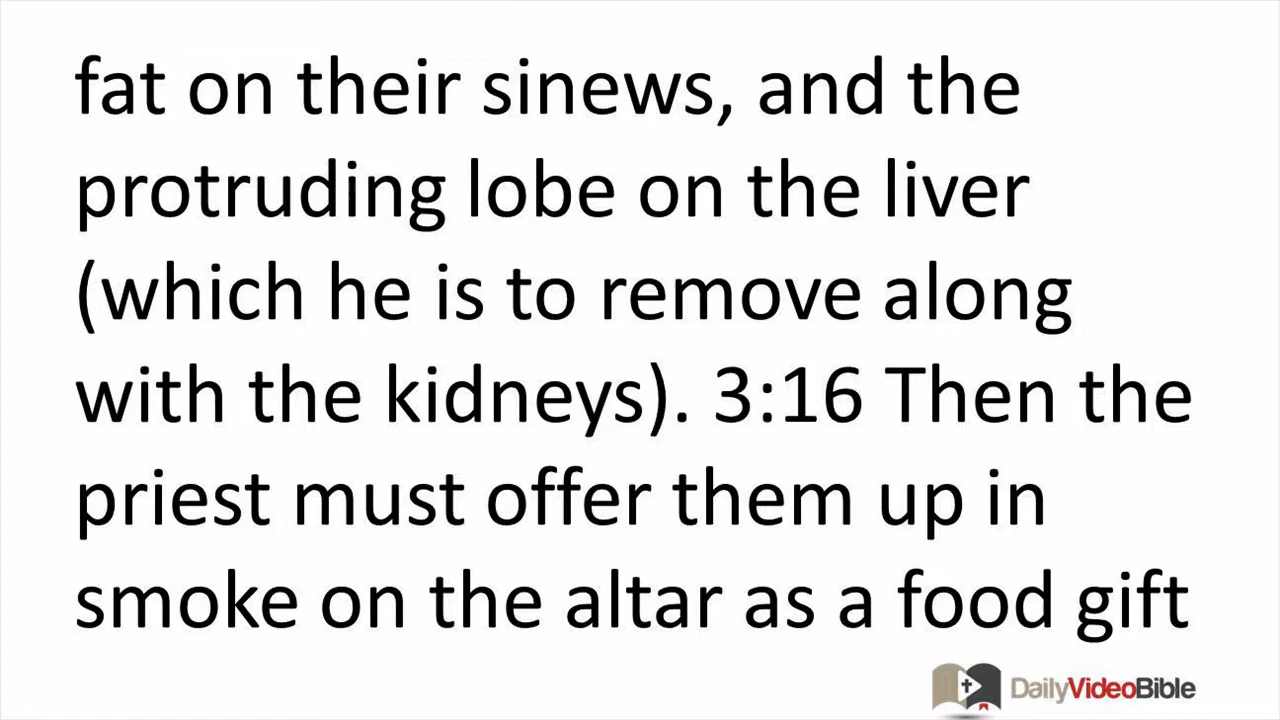 fat on their sinews, and the
protruding lobe on the liver
(which he is to remove along
with the kidneys). 3:16 Then the
priest must offer them up in
smoke on the altar as a food gift
DailyVideoBible